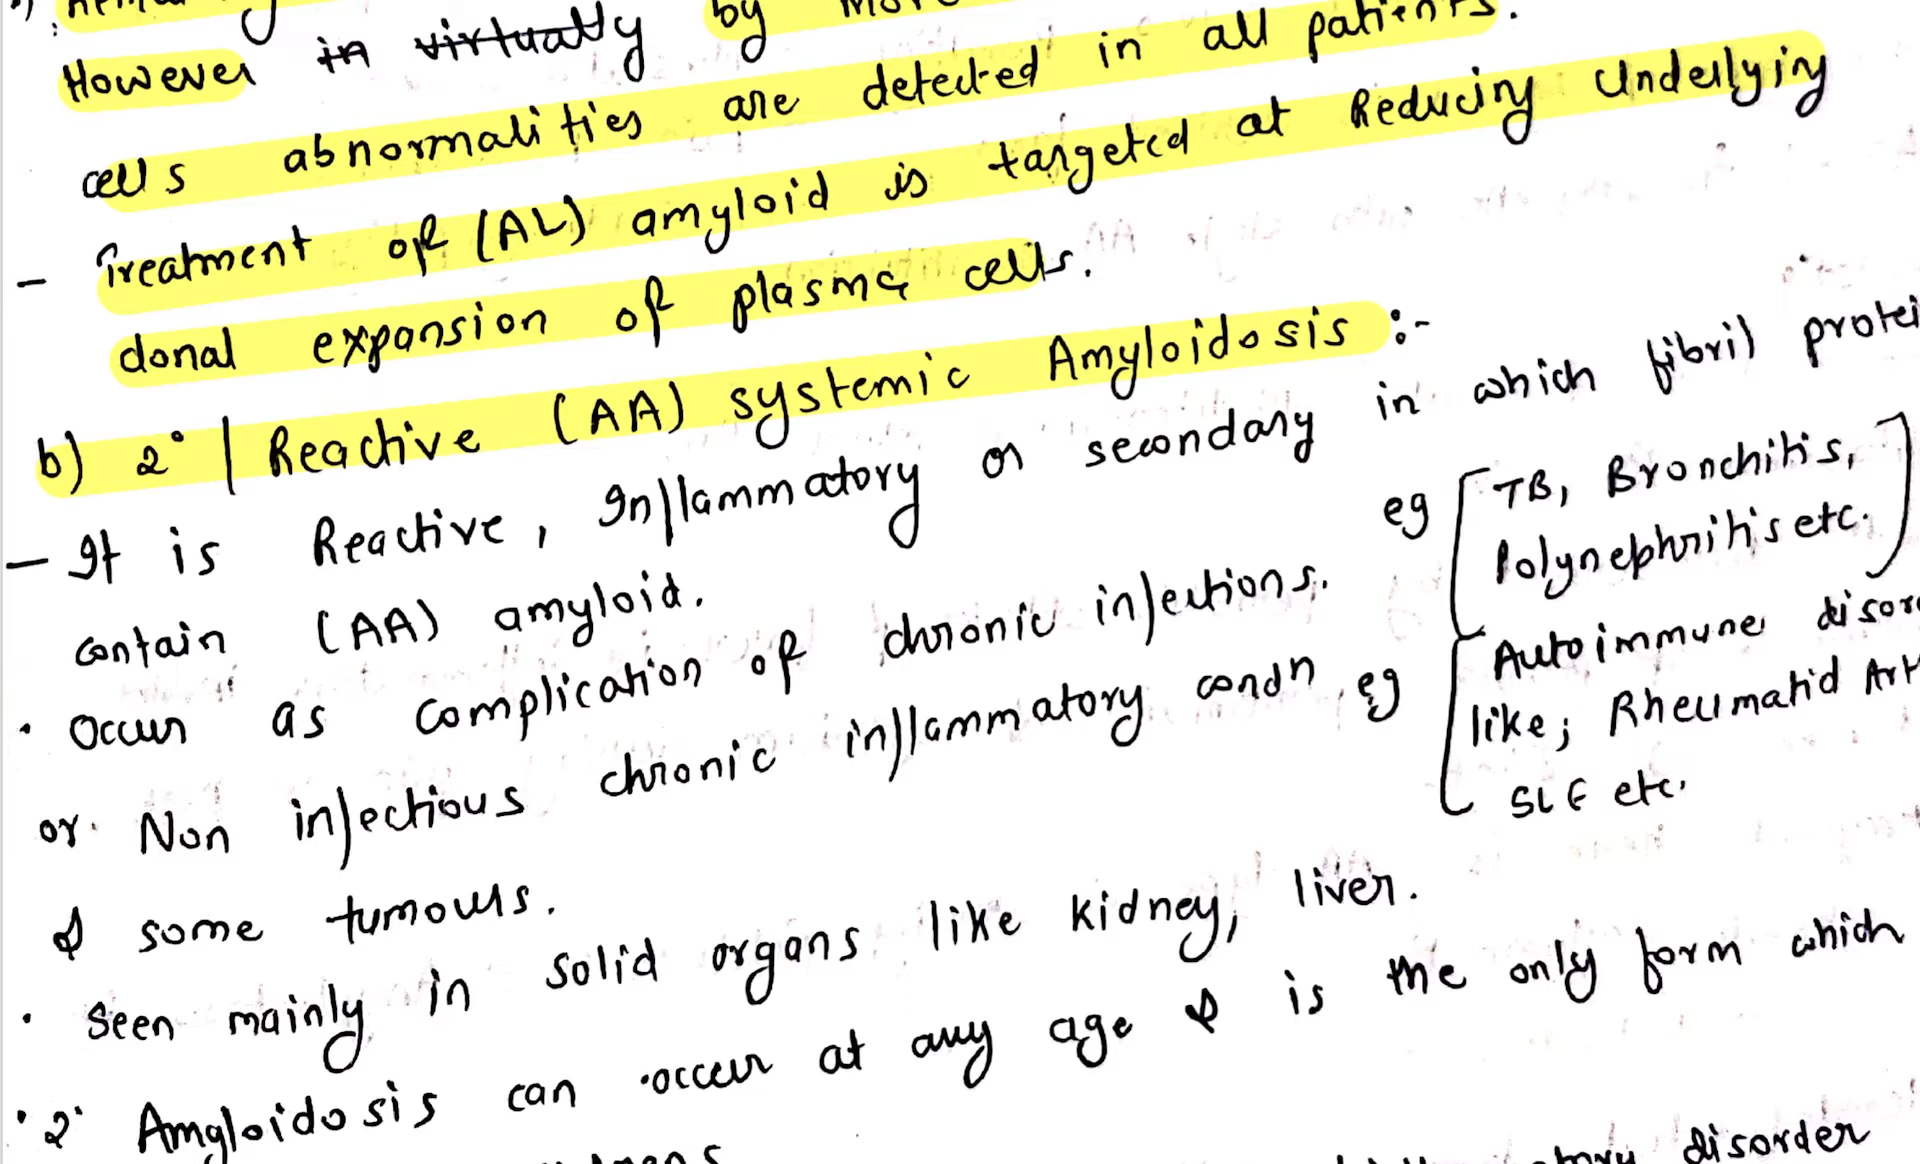 However in virtually by
cells abnormalities are detected in all patients.
- Treatment of (AL) amyloid is targeted at Reducing Underlying
clonal expansion of plasma cells.
b) 2° | Reactive (AA) systemic Amyloidosis :-
- It is Reactive, Inflammatory or secondary in which fibril protei
contain (AA) amyloid.
• Occur as complication of chronic infections. eg [TB, Bronchitis,
Polynephritis etc.]
or Non infectious chronic inflammatory condn eg [Autoimmune disor
like; Rheumatid Art
SLE etc.
& some tumours.
• Seen mainly in solid organs like kidney, liver.
• 2° Amyloidosis can occur at any age & is the only form which
disorder